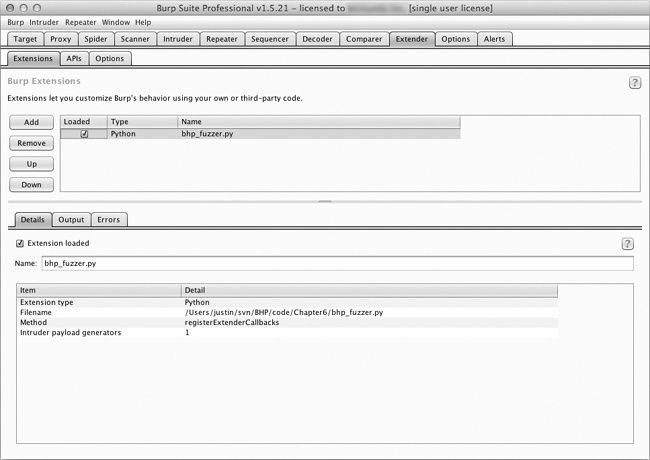 Burp Suite Professional v1.5.21 - licensed to [single user license]
Burp Intruder Repeater Window Help
Target Proxy Spider Scanner Intruder Repeater Sequencer Decoder Comparer Extender Options Alerts
Extensions APIs Options
Burp Extensions
?
Extensions let you customize Burp's behavior using your own or third-party code.
Add
Remove
Up
Down
Loaded Type Name
Python bhp_fuzzer.py
Details Output Errors
Extension loaded
?
Name: bhp_fuzzer.py
Item Detail
Extension type Python
Filename /Users/justin/svn/BHP/code/Chapter6/bhp_fuzzer.py
Method registerExtenderCallbacks
Intruder payload generators 1